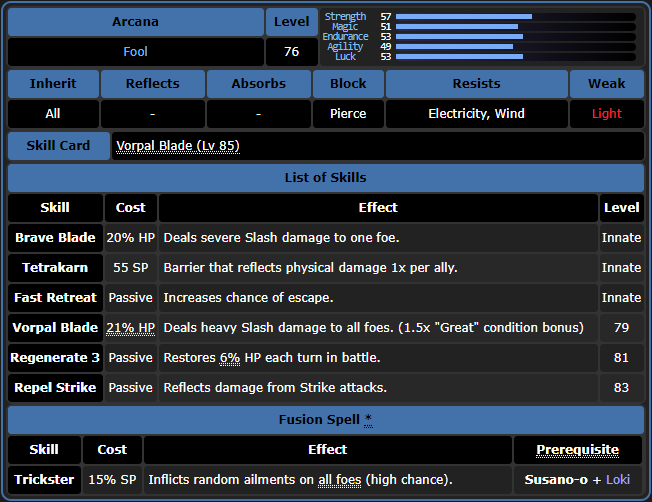 Arcana Level
Fool 76
Strength 57
Magic 51
Endurance 53
Agility 49
Luck 53
Inherit Reflects Absorbs Block Resists Weak
All - - Pierce Electricity, Wind Light
Skill Card Vorpal Blade (Lv 85)
List of Skills
Skill Cost Effect Level
Brave Blade 20% HP Deals severe Slash damage to one foe. Innate
Tetrakarn 55 SP Barrier that reflects physical damage 1x per ally. Innate
Fast Retreat Passive Increases chance of escape. Innate
Vorpal Blade 21% HP Deals heavy Slash damage to all foes. (1.5x "Great" condition bonus) 79
Regenerate 3 Passive Restores 6% HP each turn in battle. 81
Repel Strike Passive Reflects damage from Strike attacks. 83
Fusion Spell *
Skill Cost Effect Prerequisite
Trickster 15% SP Inflicts random ailments on all foes (high chance). Susano-o + Loki